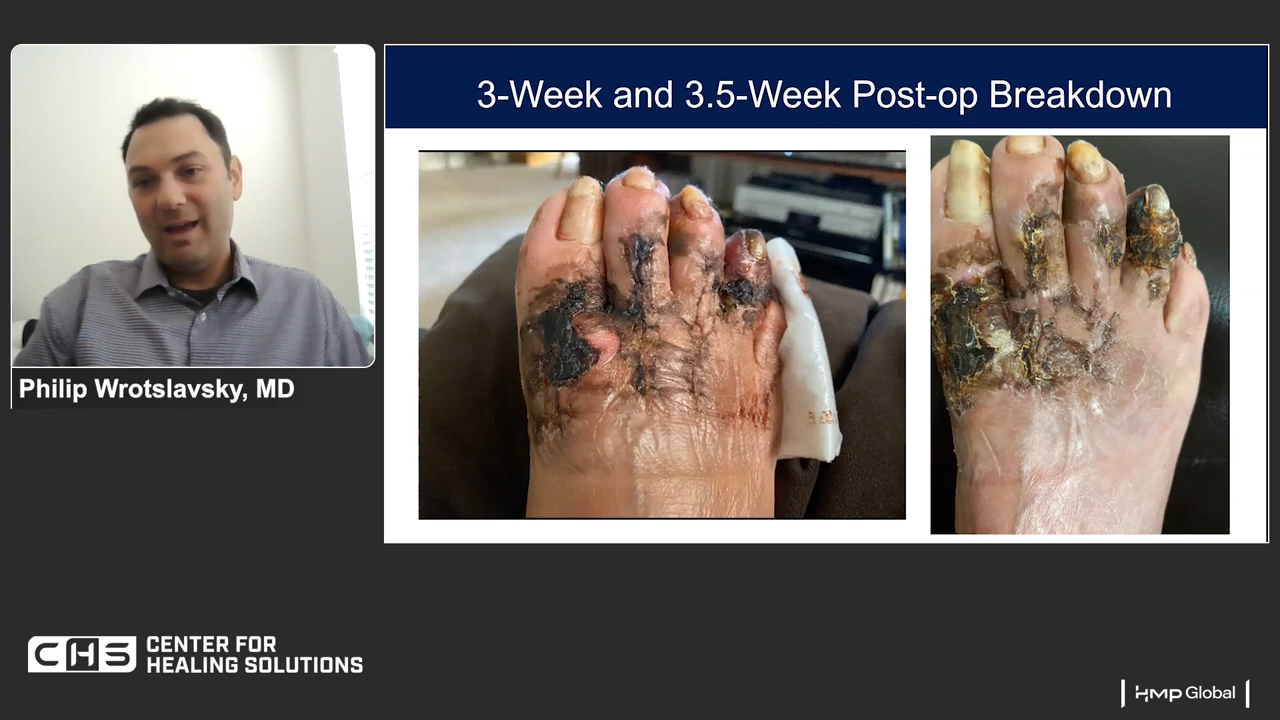 3-Week and 3.5-Week Post-op Breakdown
Philip Wrotslavsky, MD
CHS
CENTER FOR
HEALING SOLUTIONS
HMP Global